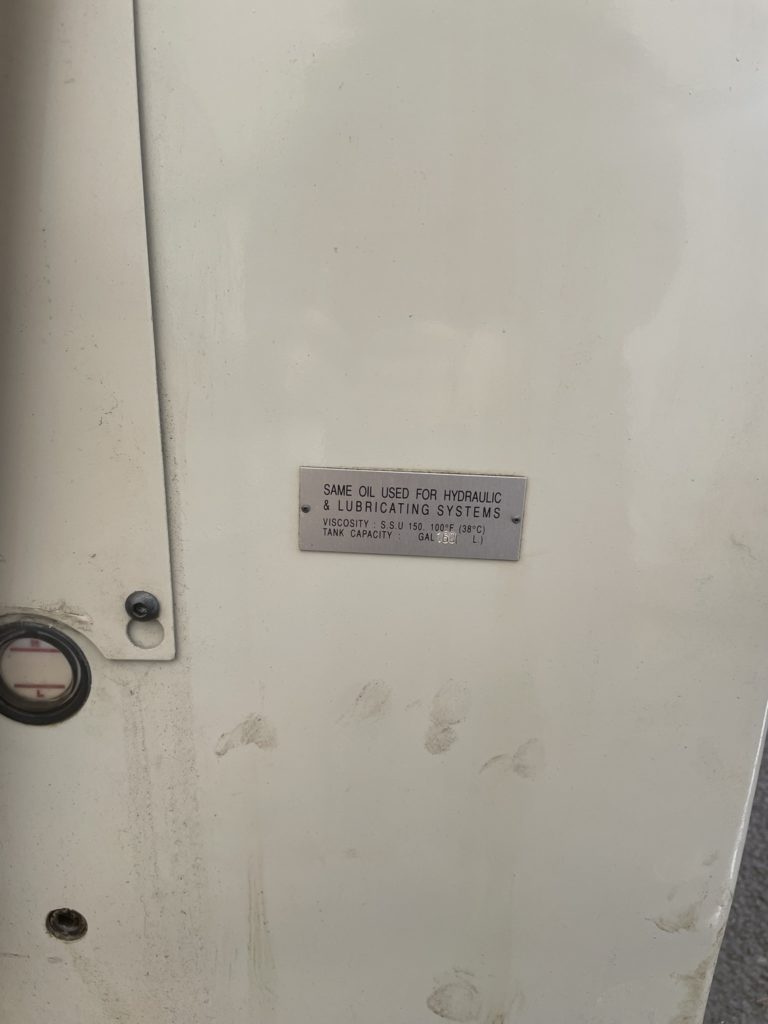 SAME OIL USED FOR HYDRAULIC
& LUBRICATING SYSTEMS
VISCOSITY : S.S.U 150. 100°F (38°C)
TANK CAPACITY : GAL ( L.)
H
L